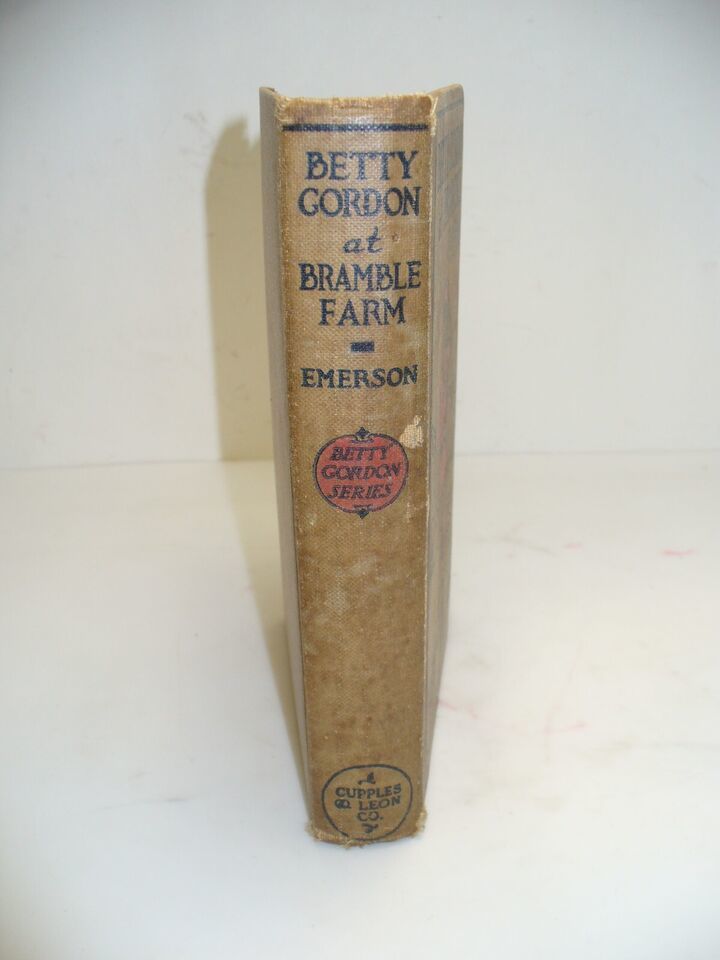 BETTY
GORDON
at
BRAMBLE
FARM
EMERSON
BETTY
GORDON
SERIES
CUPPLES
& LEON
CO.